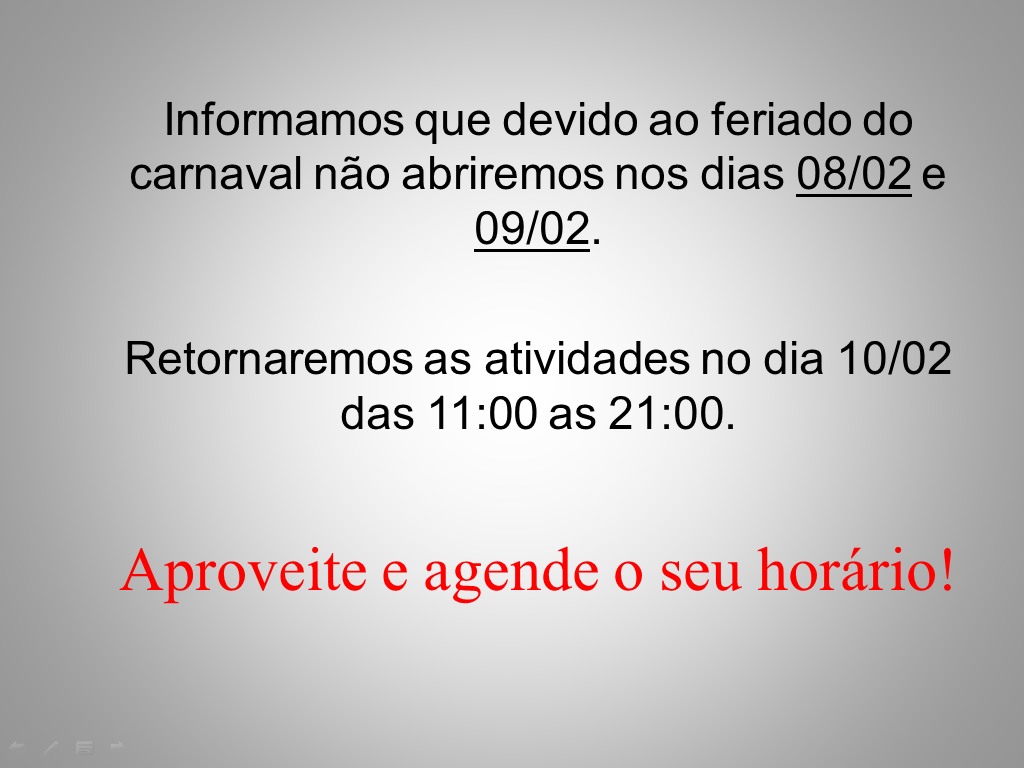 Informamos que devido ao feriado do
carnaval não abriremos nos dias 08/02 e
09/02.
Retornaremos as atividades no dia 10/02
das 11:00 as 21:00.
Aproveite e agende o seu horário!